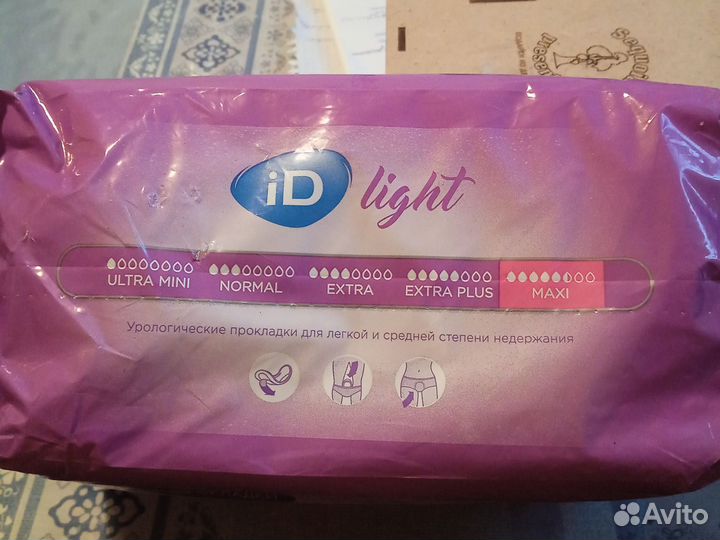 iD light
ULTRA MINI NORMAL EXTRA EXTRA PLUS MAXI
Урологические прокладки для легкой и средней степени недержания
Avito